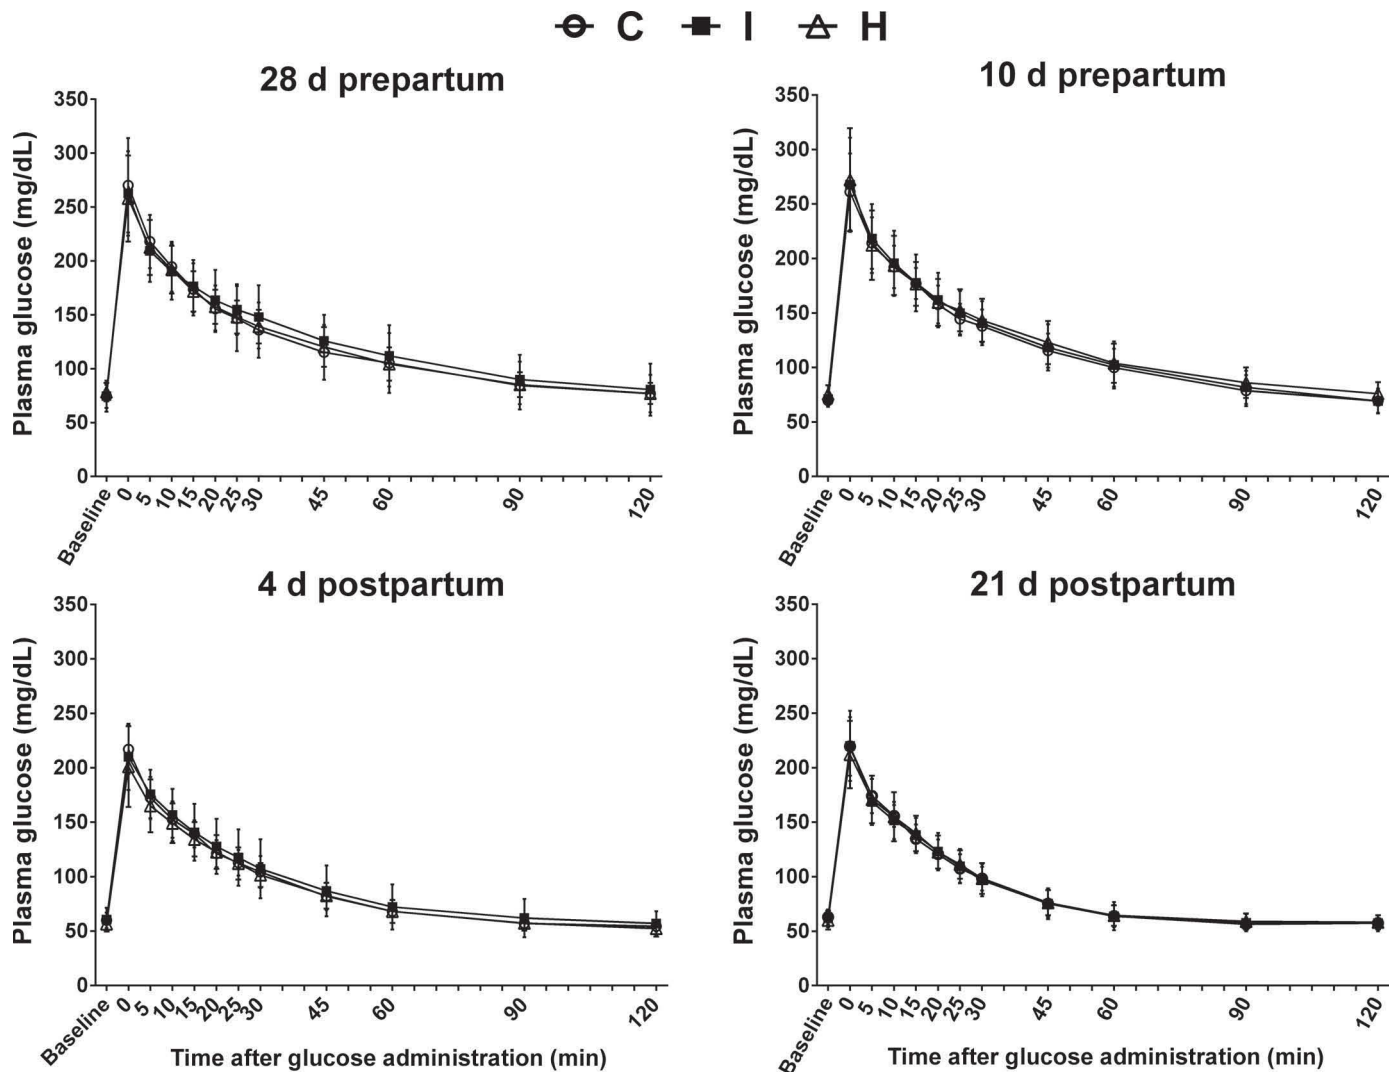 C I H
28 d prepartum
Plasma glucose (mg/dL)
350
300
250
200
150
100
50
0
Baseline 0 5 10 15 20 25 30 45 60 90 120
10 d prepartum
Plasma glucose (mg/dL)
350
300
250
200
150
100
50
0
Baseline 0 5 10 15 20 25 30 45 60 90 120
4 d postpartum
Plasma glucose (mg/dL)
350
300
250
200
150
100
50
0
Baseline 0 5 10 15 20 25 30 45 60 90 120
Time after glucose administration (min)
21 d postpartum
Plasma glucose (mg/dL)
350
300
250
200
150
100
50
0
Baseline 0 5 10 15 20 25 30 45 60 90 120
Time after glucose administration (min)